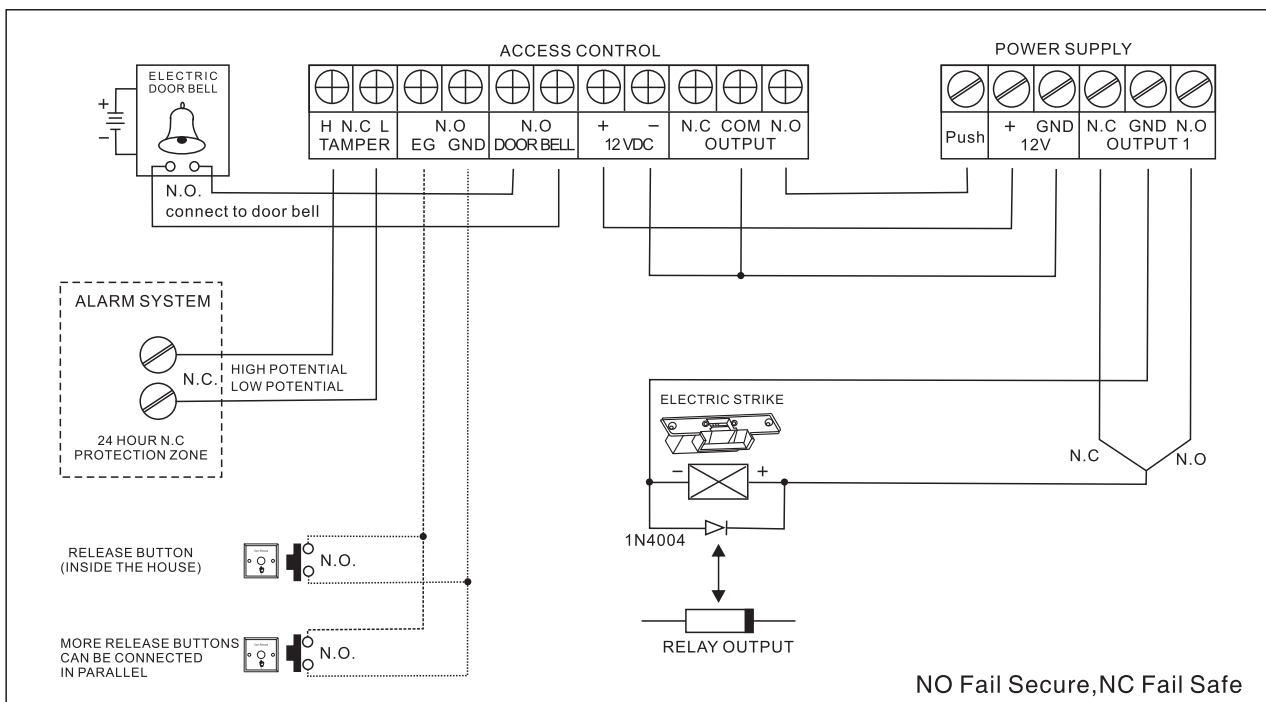 ACCESS CONTROL
POWER SUPPLY
ELECTRIC
DOOR BELL
+
−
H N.C L
TAMPER
N.O
EG GND
N.O
DOOR BELL
+ −
12 VDC
N.C COM N.O
OUTPUT
Push
+ GND
12V
N.C GND N.O
OUTPUT 1
N.O.
connect to door bell
ALARM SYSTEM
N.C.
HIGH POTENTIAL
LOW POTENTIAL
24 HOUR N.C
PROTECTION ZONE
ELECTRIC STRIKE
− +
1N4004
N.C
N.O
RELAY OUTPUT
RELEASE BUTTON
(INSIDE THE HOUSE)
N.O.
MORE RELEASE BUTTONS
CAN BE CONNECTED
IN PARALLEL
N.O.
NO Fail Secure,NC Fail Safe